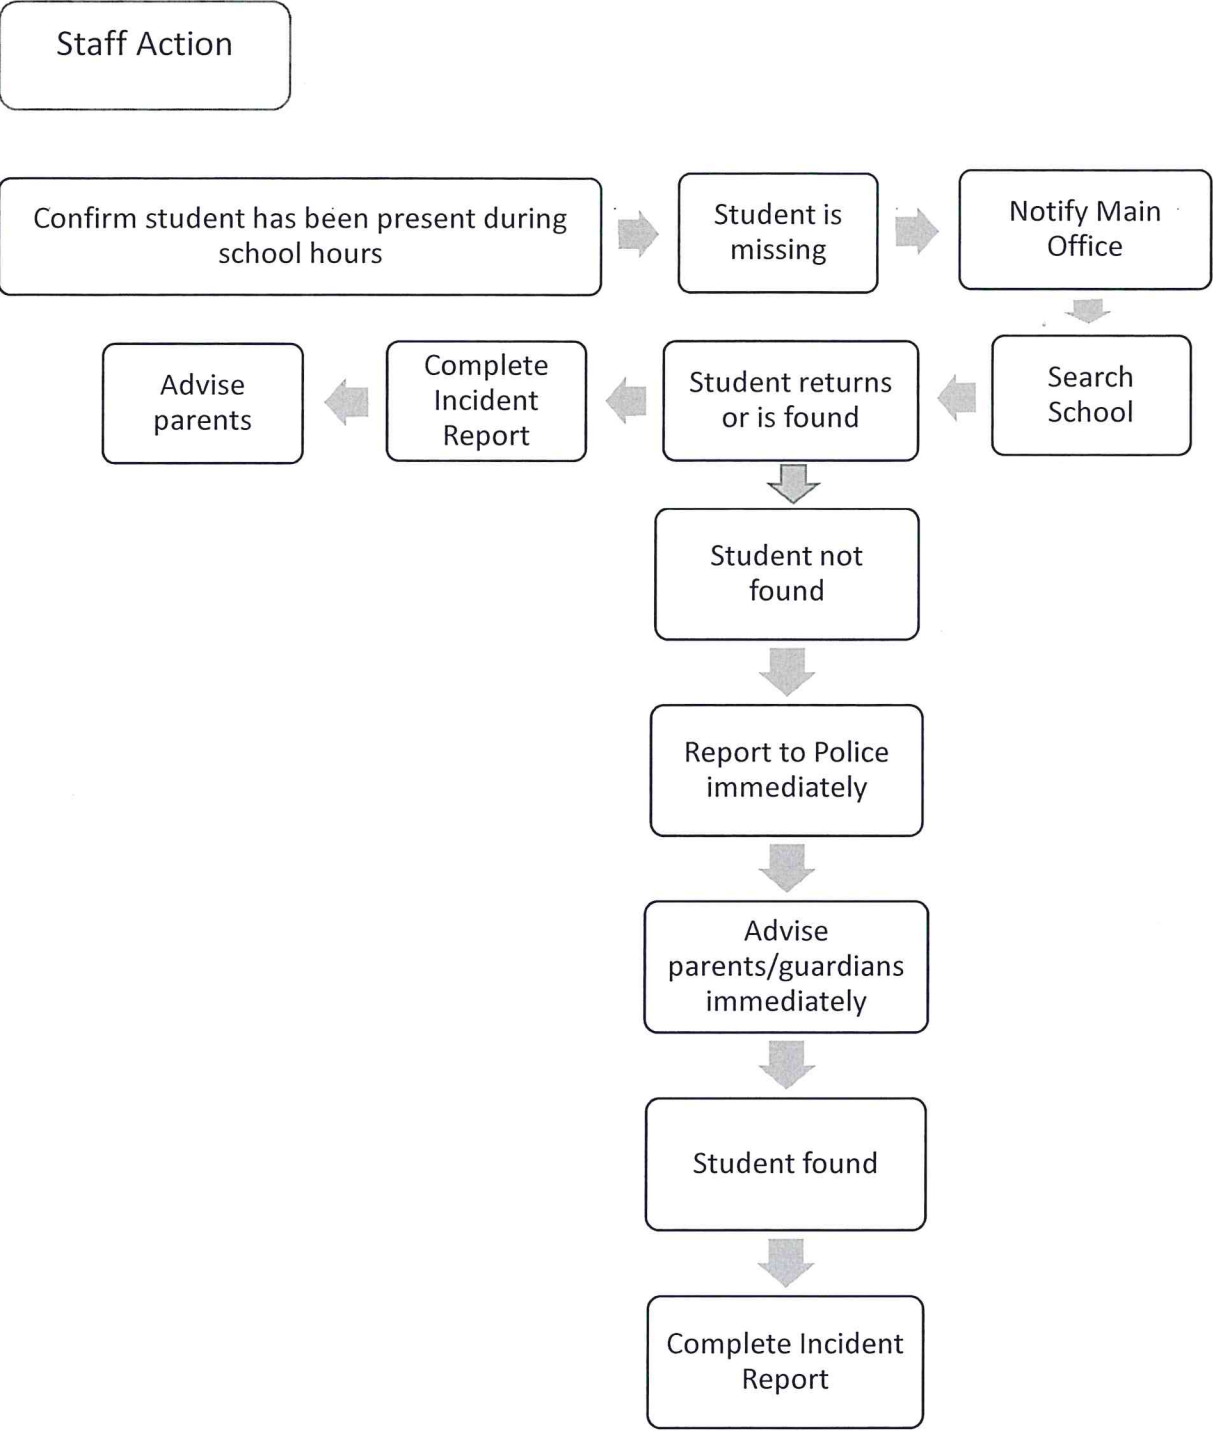 Staff Action
Confirm student has been present during
school hours
Student is
missing
Notify Main
Office
Search
School
Student returns
or is found
Complete
Incident
Report
Advise
parents
Student not
found
Report to Police
immediately
Advise
parents/guardians
immediately
Student found
Complete Incident
Report